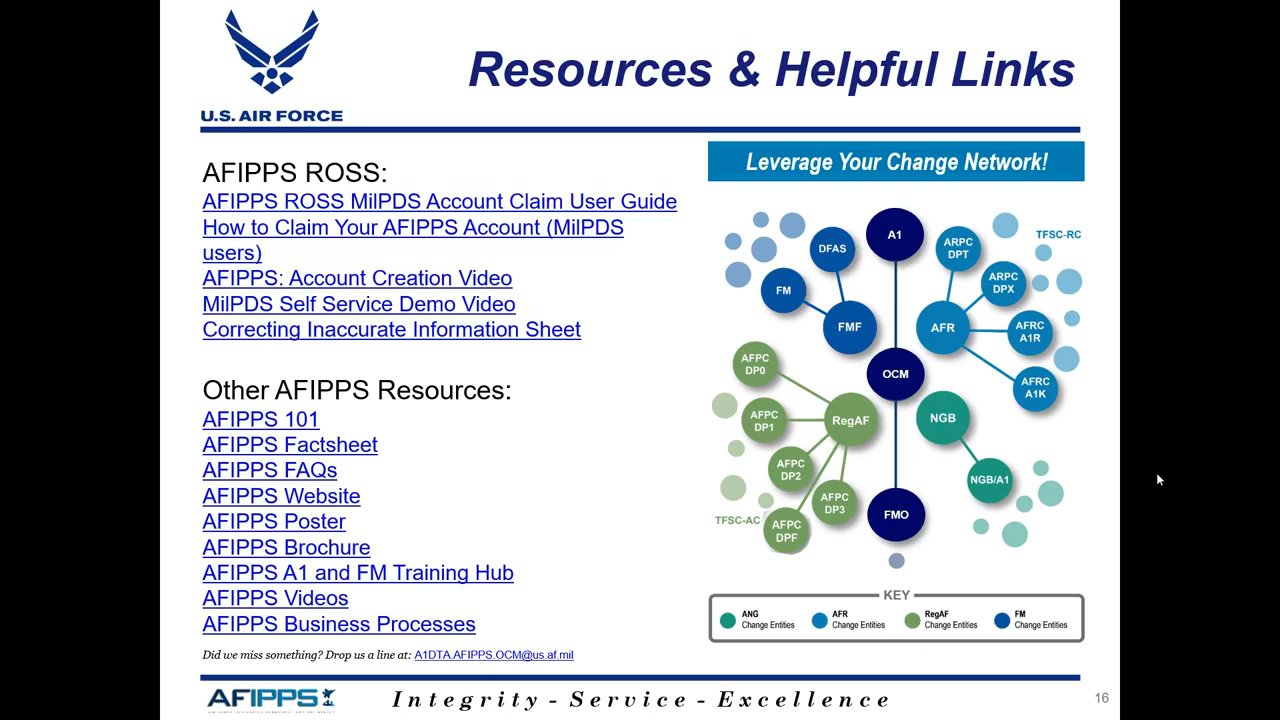 Resources & Helpful Links
U.S. AIR FORCE
AFIPPS ROSS:
AFIPPS ROSS MilPDS Account Claim User Guide
How to Claim Your AFIPPS Account (MilPDS
users)
AFIPPS: Account Creation Video
MilPDS Self Service Demo Video
Correcting Inaccurate Information Sheet
Other AFIPPS Resources:
AFIPPS 101
AFIPPS Factsheet
AFIPPS FAQs
AFIPPS Website
AFIPPS Poster
AFIPPS Brochure
AFIPPS A1 and FM Training Hub
AFIPPS Videos
AFIPPS Business Processes
Did we miss something? Drop us a line at: A1DTA.AFIPPS.OCM@us.af.mil
Leverage Your Change Network!
A1
DFAS
FM
FMF
ARPC
DPT
TFSC-RC
ARPC
DPX
AFR
AFRC
A1R
AFRC
A1K
OCM
AFPC
DP0
AFPC
DP1
RegAF
AFPC
DP2
AFPC
DP3
TFSC-AC
AFPC
DPF
NGB
NGB/A1
FMO
KEY
ANG
Change Entities
AFR
Change Entities
RegAF
Change Entities
FM
Change Entities
AFIPPS
Integrity - Service - Excellence
16